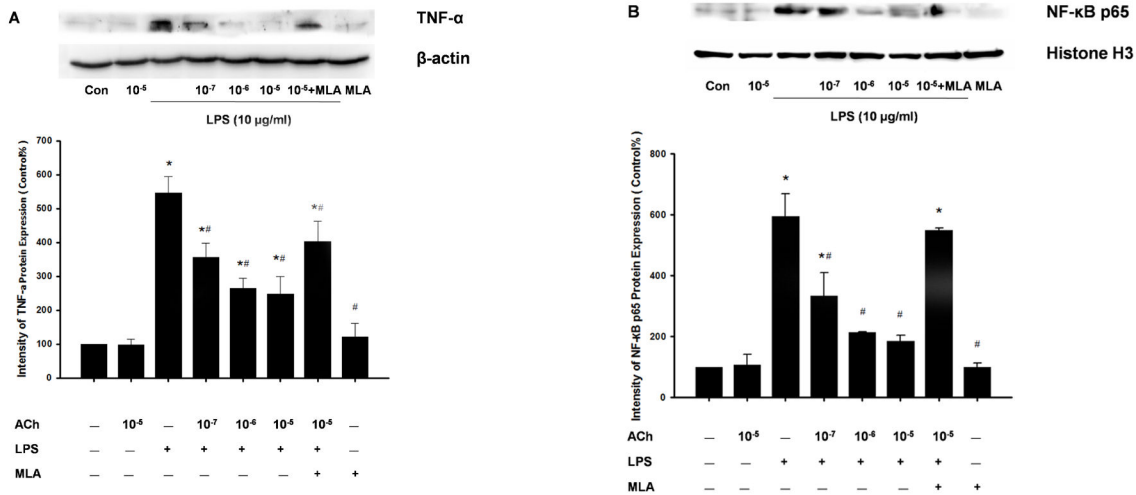 A
TNF-α
β-actin
Con 10⁻⁵ 10⁻⁷ 10⁻⁶ 10⁻⁵ 10⁻⁵+MLA MLA
LPS (10 µg/ml)
Intensity of TNF-a Protein Expression ( Control% )
700
600
500
400
300
200
100
0
*
*#
*#
*#
*#
#
ACh — 10⁻⁵ — 10⁻⁷ 10⁻⁶ 10⁻⁵ 10⁻⁵ —
LPS — — + + + + + —
MLA — — — — — — + +
B
NF-κB p65
Histone H3
Con 10⁻⁵ 10⁻⁷ 10⁻⁶ 10⁻⁵ 10⁻⁵+MLA MLA
LPS (10 µg/ml)
Intensity of NF-κB p65 Protein Expression ( Control% )
800
600
400
200
0
*
*#
#
#
*
#
ACh — 10⁻⁵ — 10⁻⁷ 10⁻⁶ 10⁻⁵ 10⁻⁵ —
LPS — — + + + + + —
MLA — — — — — — + +